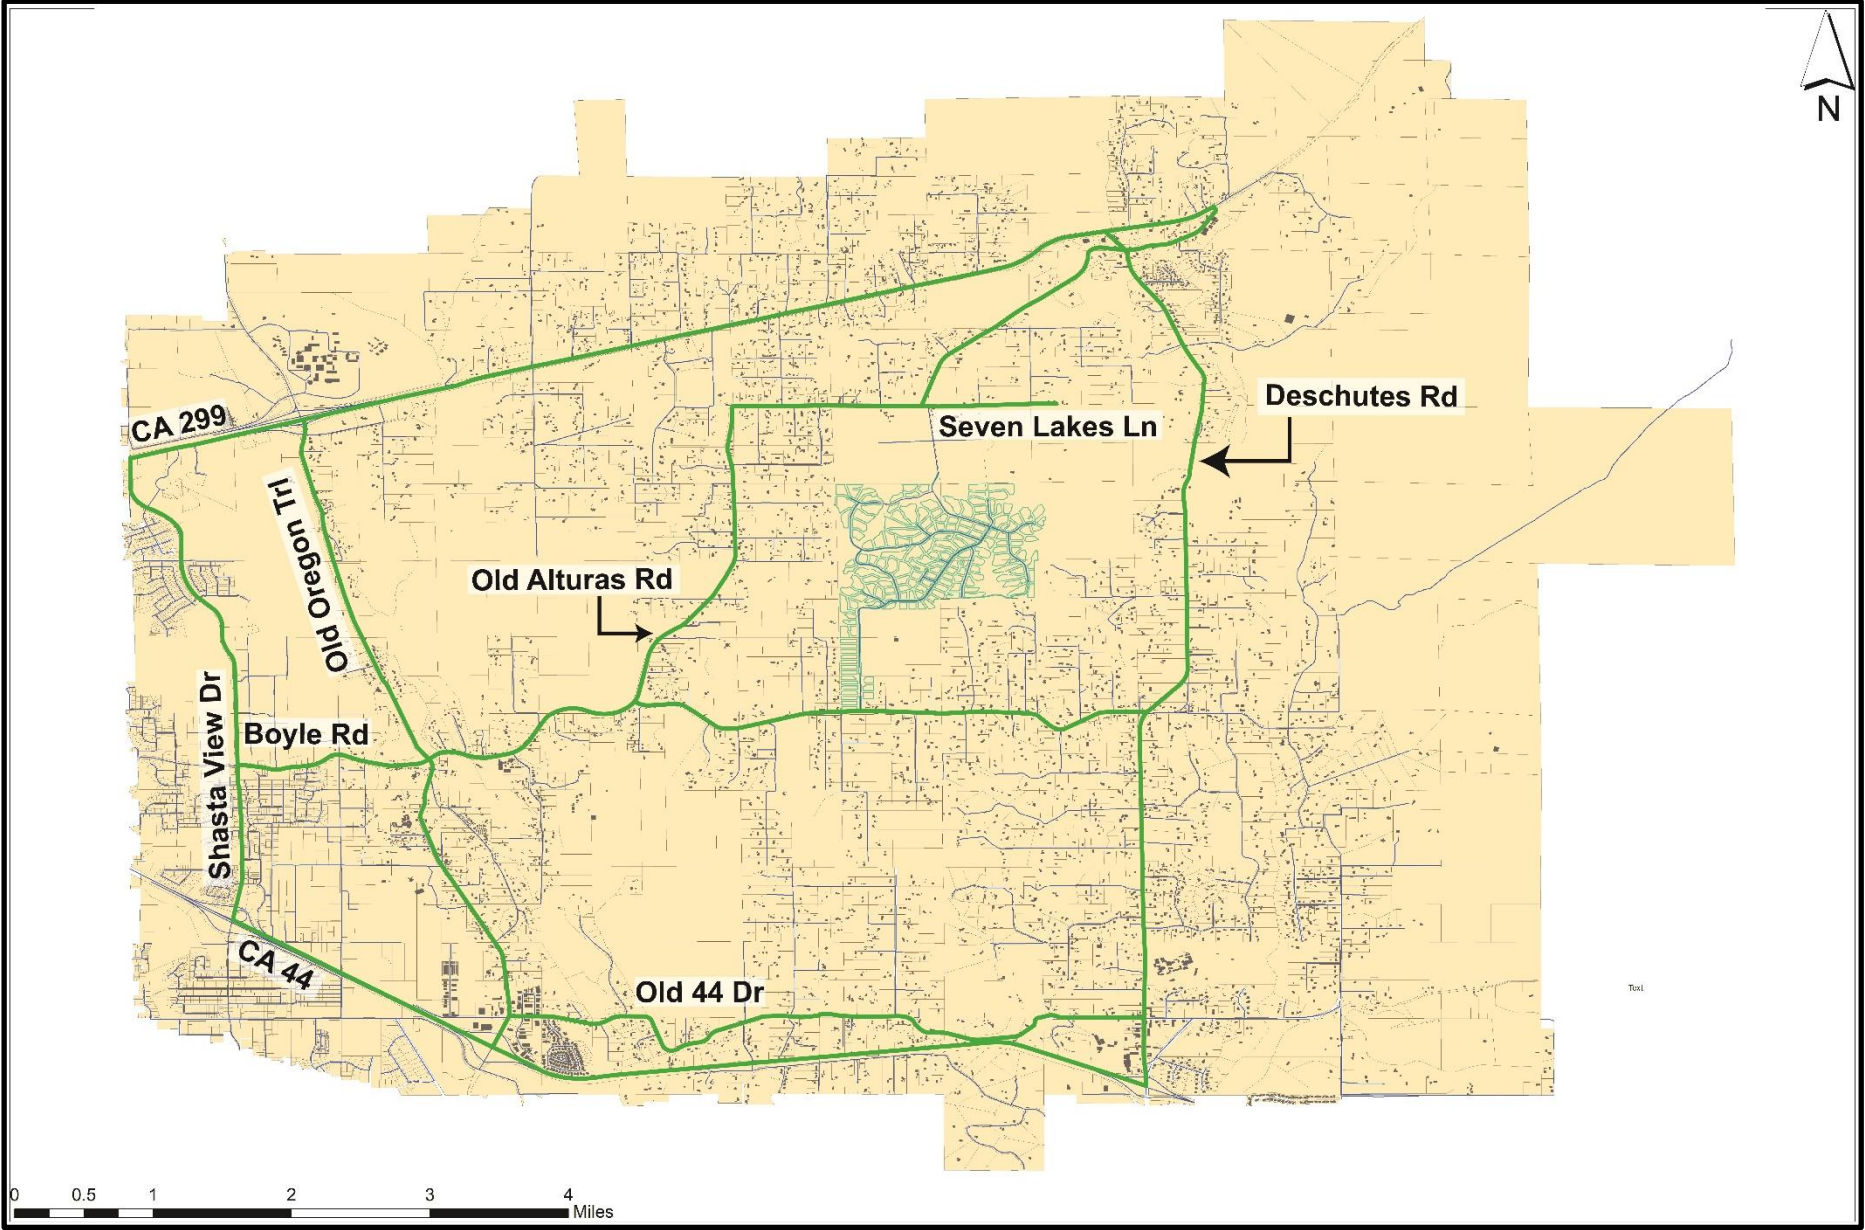 N
Deschutes Rd
CA 299
Seven Lakes Ln
Old Oregon Trl
Old Alturas Rd
Shasta View Dr
Boyle Rd
CA 44
Old 44 Dr
Text
0 0.5 1 2 3 4
Miles